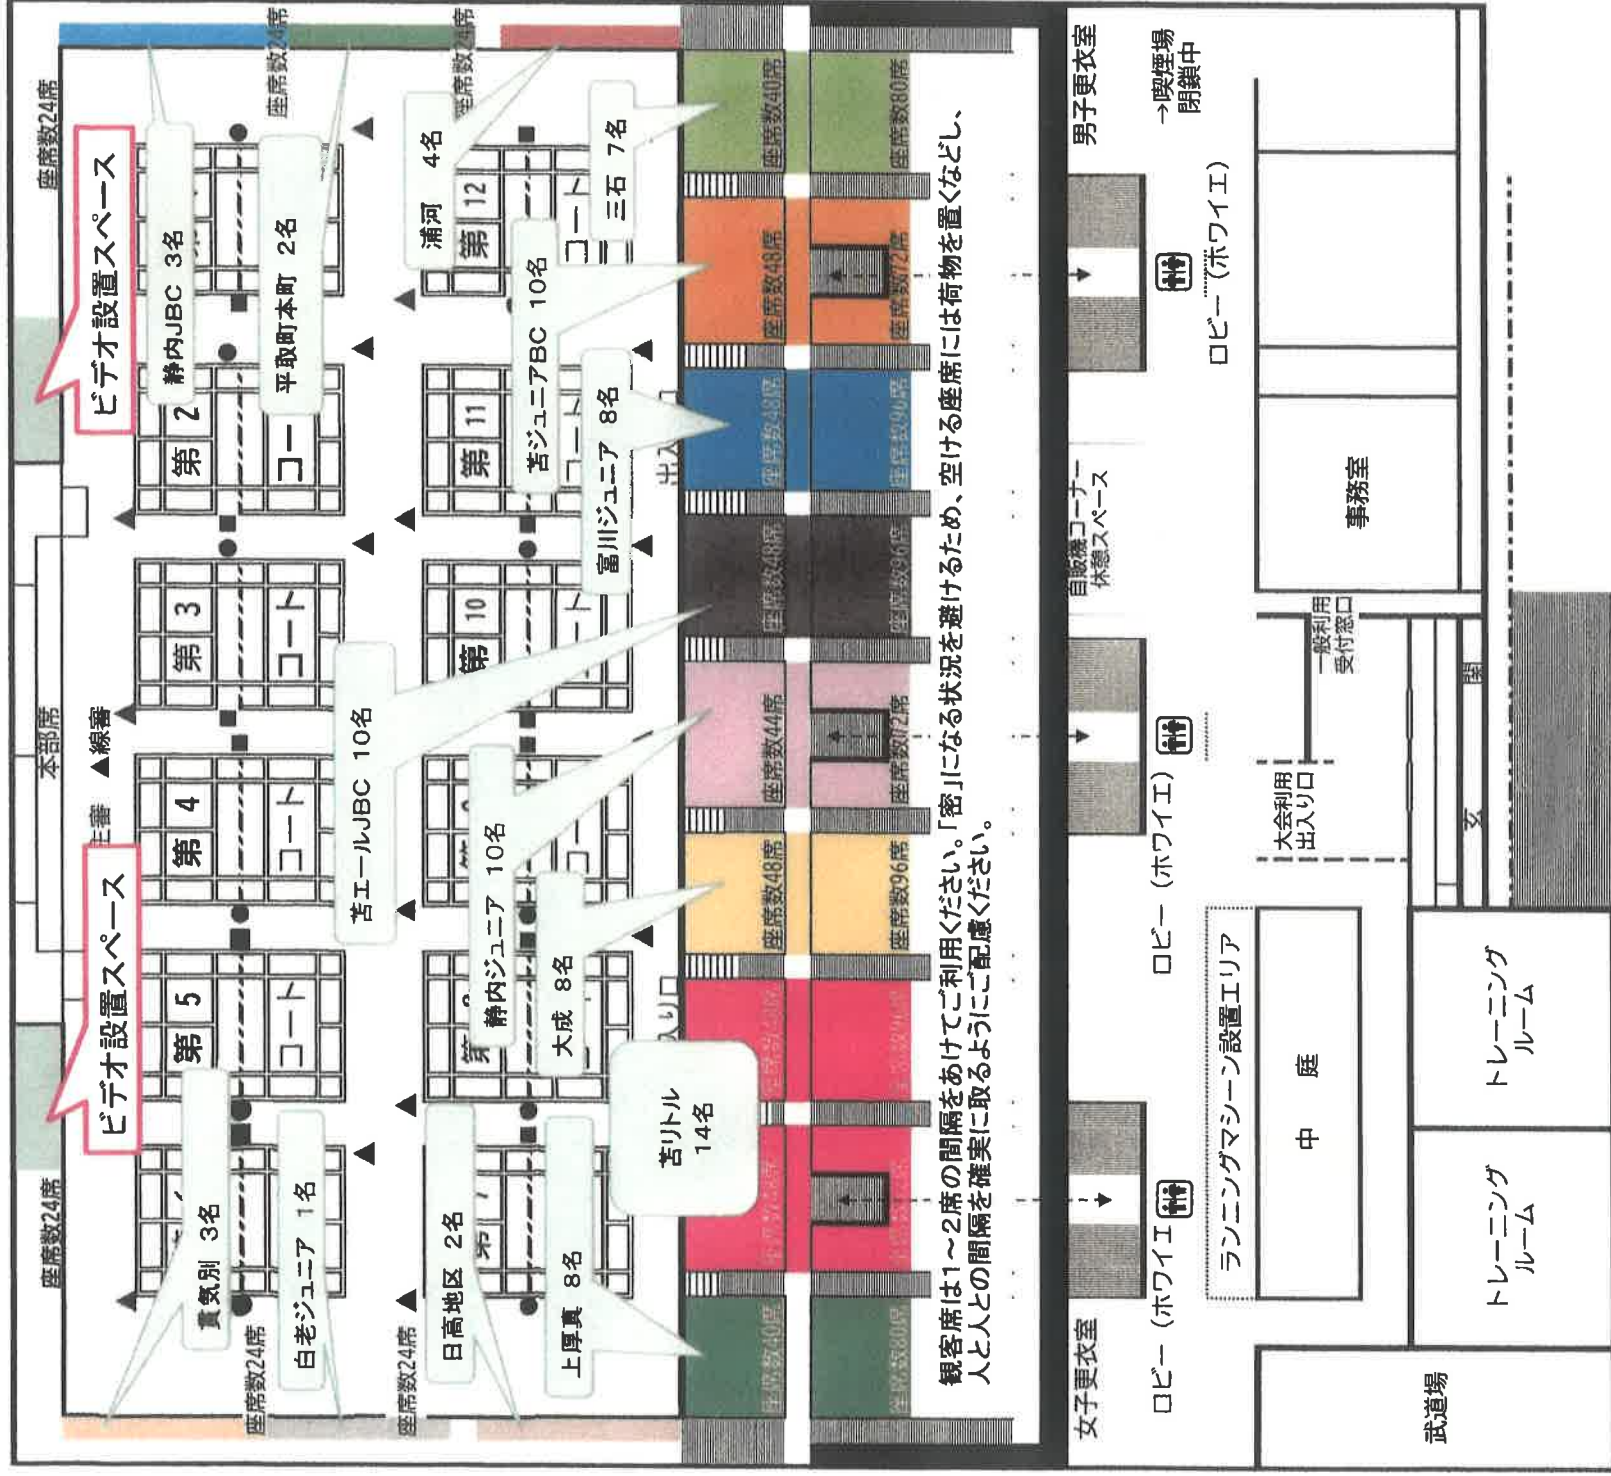 座席数24席
ビデオ設置スペース
本部席
主審 ▲線審
ビデオ設置スペース
座席数24席
座席数24席
座席数24席
座席数24席
座席数24席
貫気別 3名
白老ジュニア 1名
日高地区 2名
上厚真 8名
苫リトル
14名
静内ジュニア 10名
大成 8名
苫エールJBC 10名
富川ジュニア 8名
苫ジュニアBC 10名
三石 7名
浦河 4名
平取町本町 2名
静内JBC 3名
第 5
コート
第 4
コート
第 3
コート
第 2
コー
第
第
第 10
ト
第 11
コート
第 12
コート
出入
入り口
座席数40席
座席数48席
座席数44席
座席数48席
座席数48席
座席数48席
座席数40席
座席数80席
座席数96席
座席数72席
座席数96席
座席数96席
座席数72席
座席数80席
観客席は1~2席の間隔をあけてご利用ください。「密」になる状況を避けるため、空ける座席には荷物を置くなどし、
人と人との間隔を確実に取るようにご配慮ください。
女子更衣室
男子更衣室
→喫煙場
閉鎖中
ロビー (ホワイエ
ロビー (ホワイエ)
ロビー (ホワイエ)
自販機コーナー
休憩スペース
ランニングマシーン設置エリア
中 庭
大会利用
出入り口
一般利用
受付窓口
事務室
玄 関
武道場
トレーニング
ルーム
トレーニング
ルーム